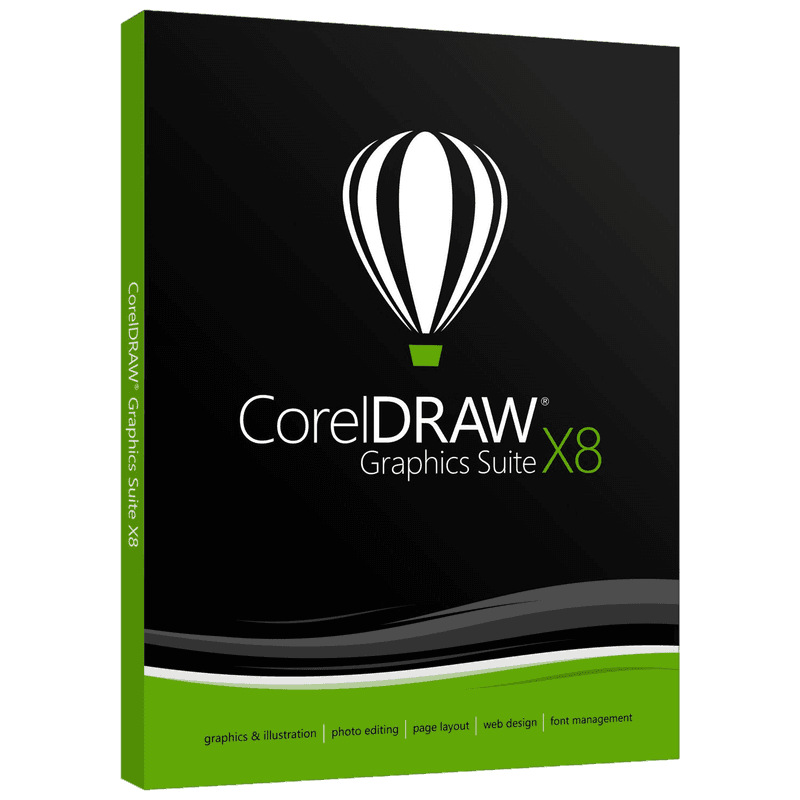 CorelDRAW® Graphics Suite X8
CorelDRAW®
Graphics Suite X8
graphics & illustration | photo editing | page layout | web design | font management